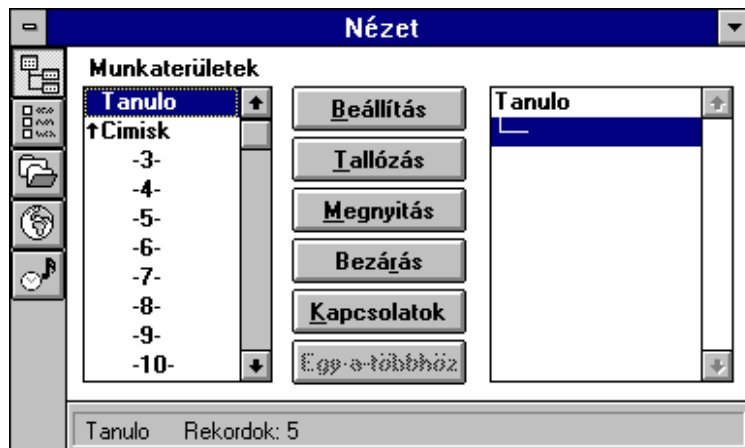 Nézet
Munkaterületek
Tanulo
↑Cimisk
-3-
-4-
-5-
-6-
-7-
-8-
-9-
-10-
Beállítás
Tallózás
Megnyitás
Bezárás
Kapcsolatok
Egy-a-többhöz
Tanulo
Tanulo Rekordok: 5